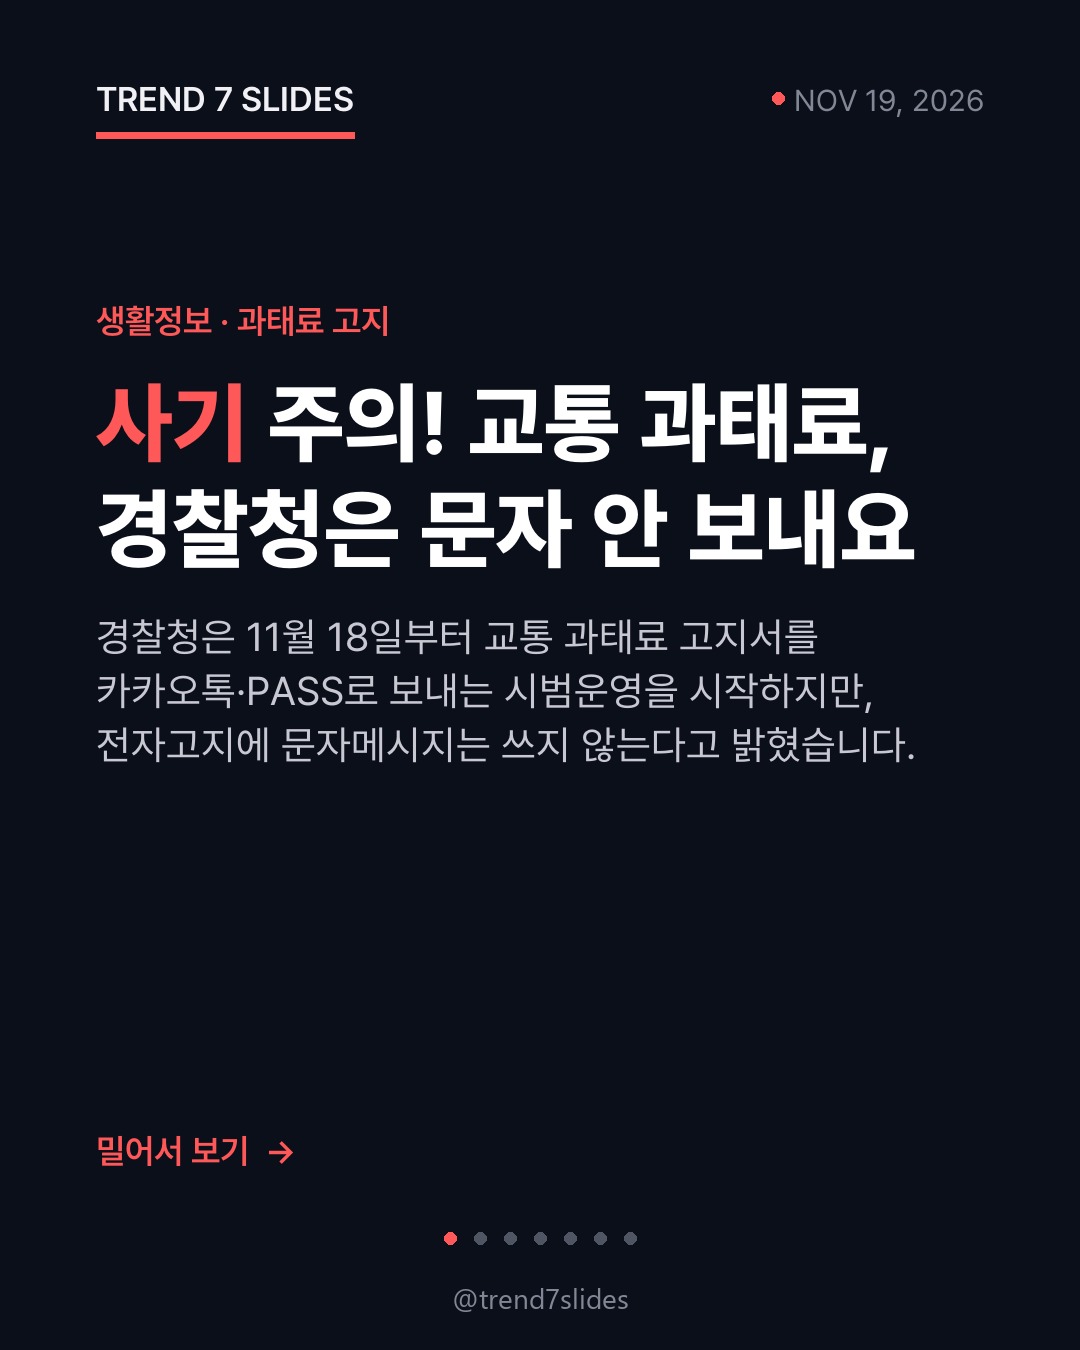 TREND 7 SLIDES
NOV 19, 2026
생활정보 · 과태료 고지
사기 주의! 교통 과태료,
경찰청은 문자 안 보내요
경찰청은 11월 18일부터 교통 과태료 고지서를
카카오톡·PASS로 보내는 시범운영을 시작하지만,
전자고지에 문자메시지는 쓰지 않는다고 밝혔습니다.
밀어서 보기 →
@trend7slides